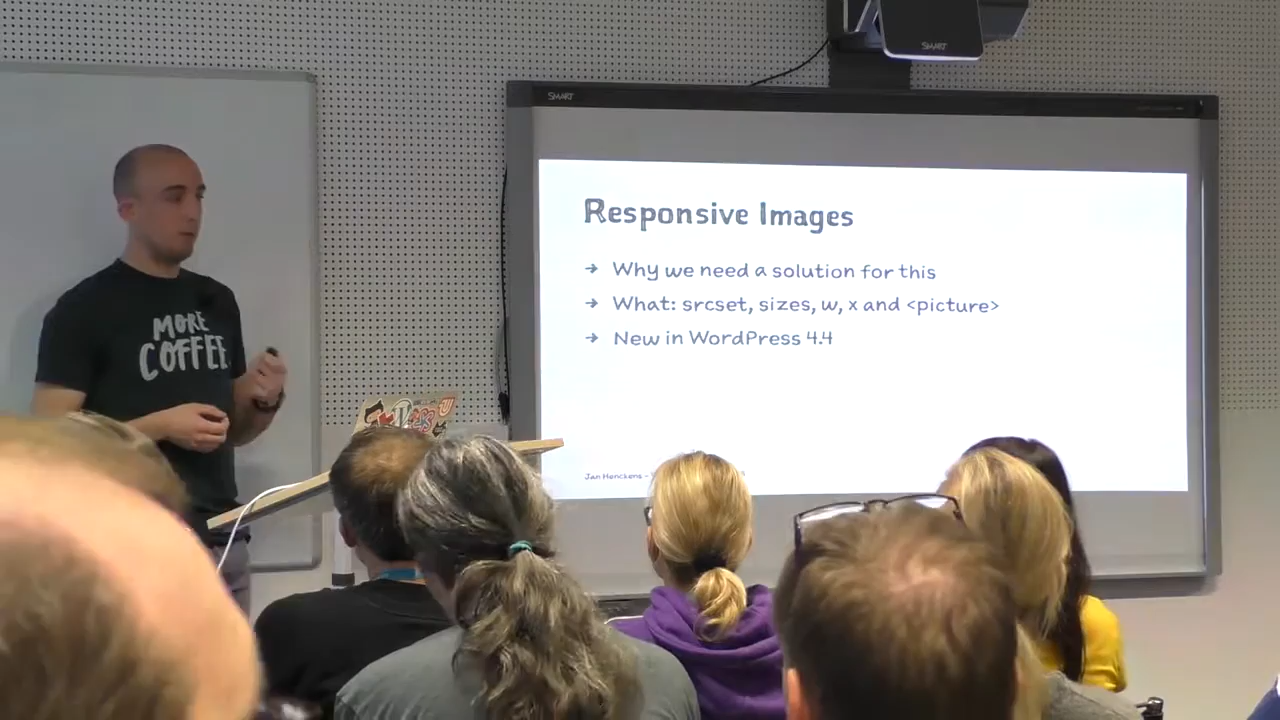 SMART
SMART
Responsive Images
→ Why we need a solution for this
→ What: srcset, sizes, w, x and <picture>
→ New in WordPress 4.4
Jan Henckens –
MORE
COFFEE